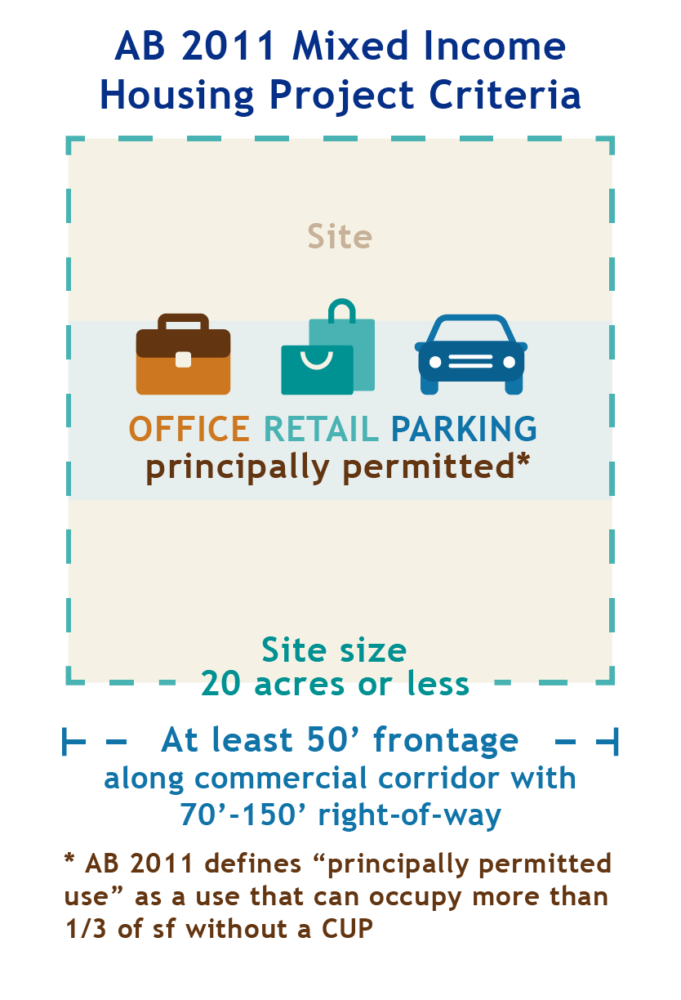 AB 2011 Mixed Income
Housing Project Criteria
Site
OFFICE RETAIL PARKING
principally permitted*
Site size
20 acres or less
At least 50’ frontage
along commercial corridor with
70’-150’ right-of-way
* AB 2011 defines “principally permitted
use” as a use that can occupy more than
1/3 of sf without a CUP